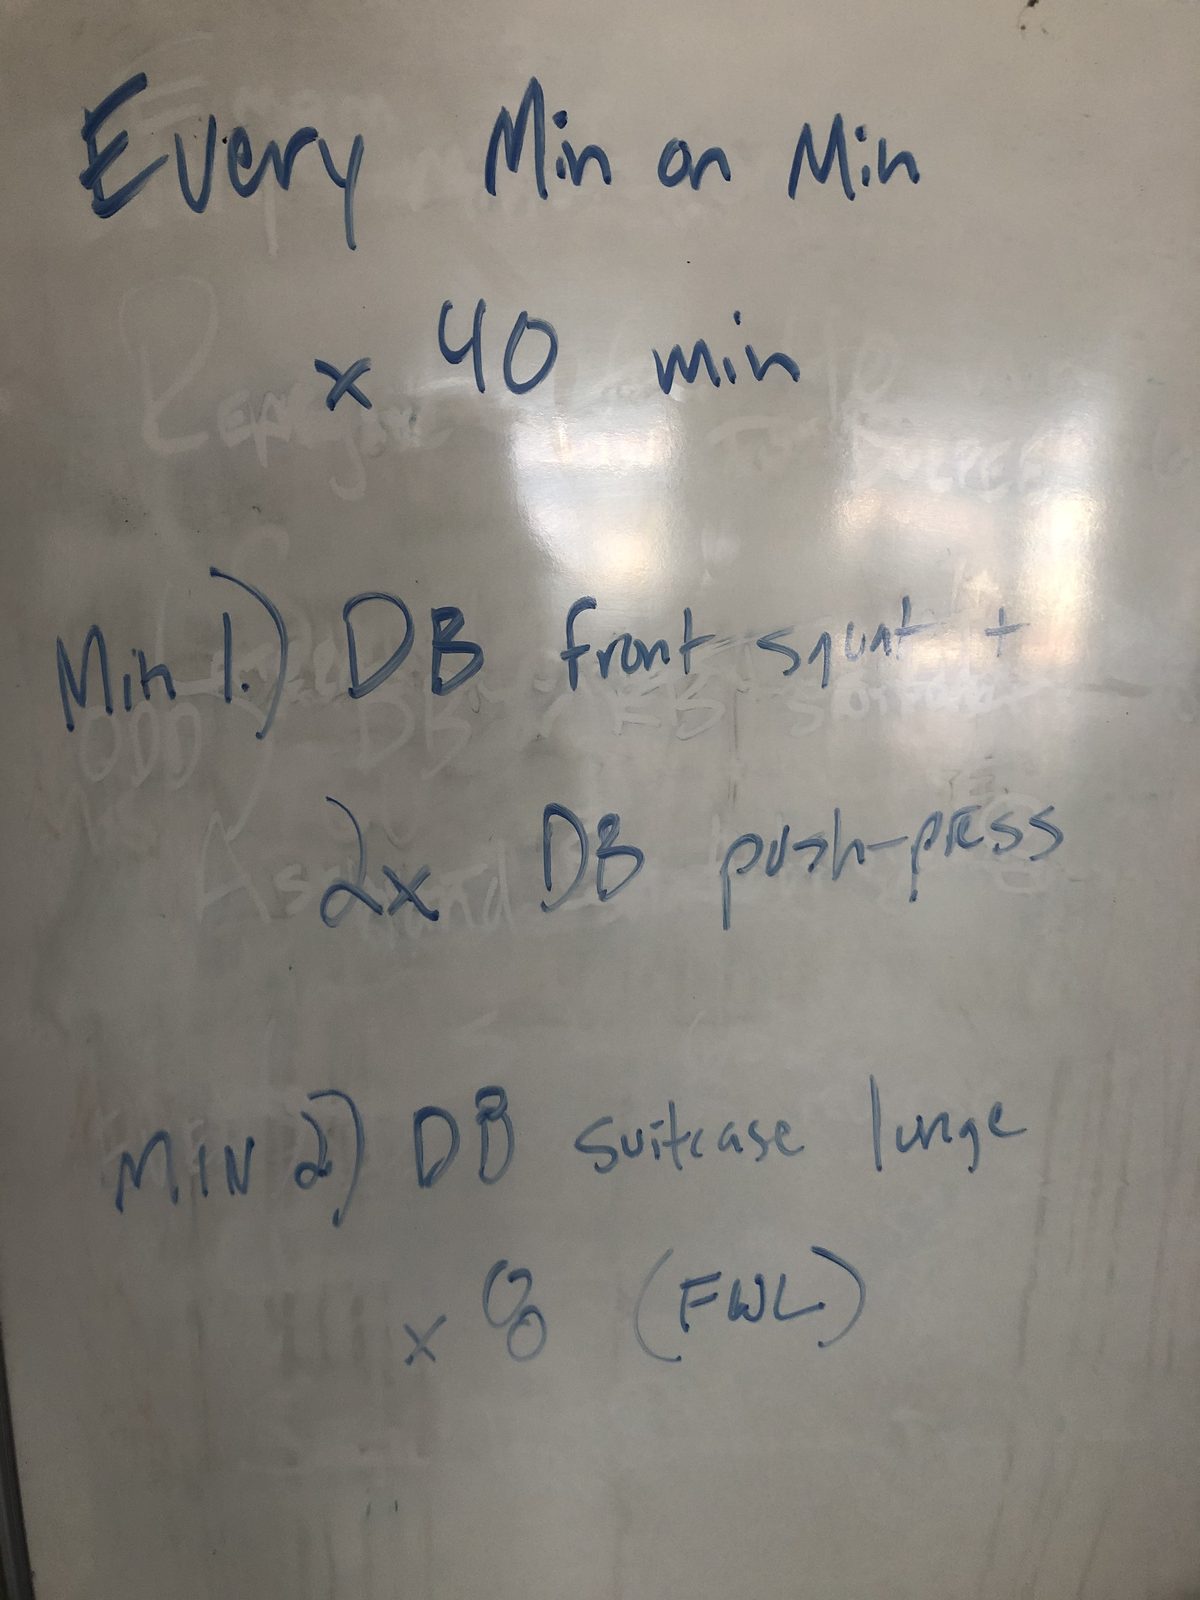 Every Min on Min
x 40 min
Min 1.) DB front squat +
2x DB push-press
MIN 2) DB suitcase lunge
x 8 (FWL)